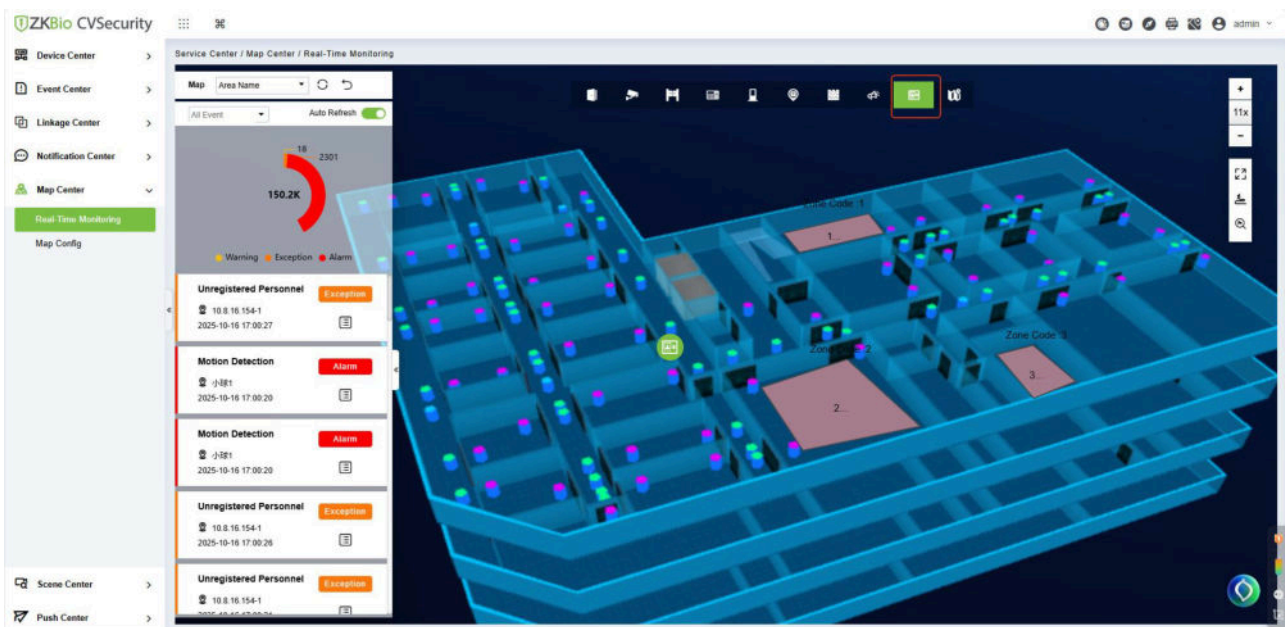 ZKBio CVSecurity
admin
Device Center
Event Center
Linkage Center
Notification Center
Map Center
Real-Time Monitoring
Map Config
Scene Center
Push Center
Service Center / Map Center / Real-Time Monitoring
Map Area Name
All Event Auto Refresh
18
2301
150.2K
Warning Exception Alarm
Unregistered Personnel Exception
10.8.16.154-1
2025-10-16 17:00:27
Motion Detection Alarm
小球1
2025-10-16 17:00:20
Motion Detection Alarm
小球1
2025-10-16 17:00:20
Unregistered Personnel Exception
10.8.16.154-1
2025-10-16 17:00:26
Unregistered Personnel Exception
10.8.16.154-1
+
11x
-
Zone Code :1
1...
Zone Code :2
2...
Zone Code :3
3...